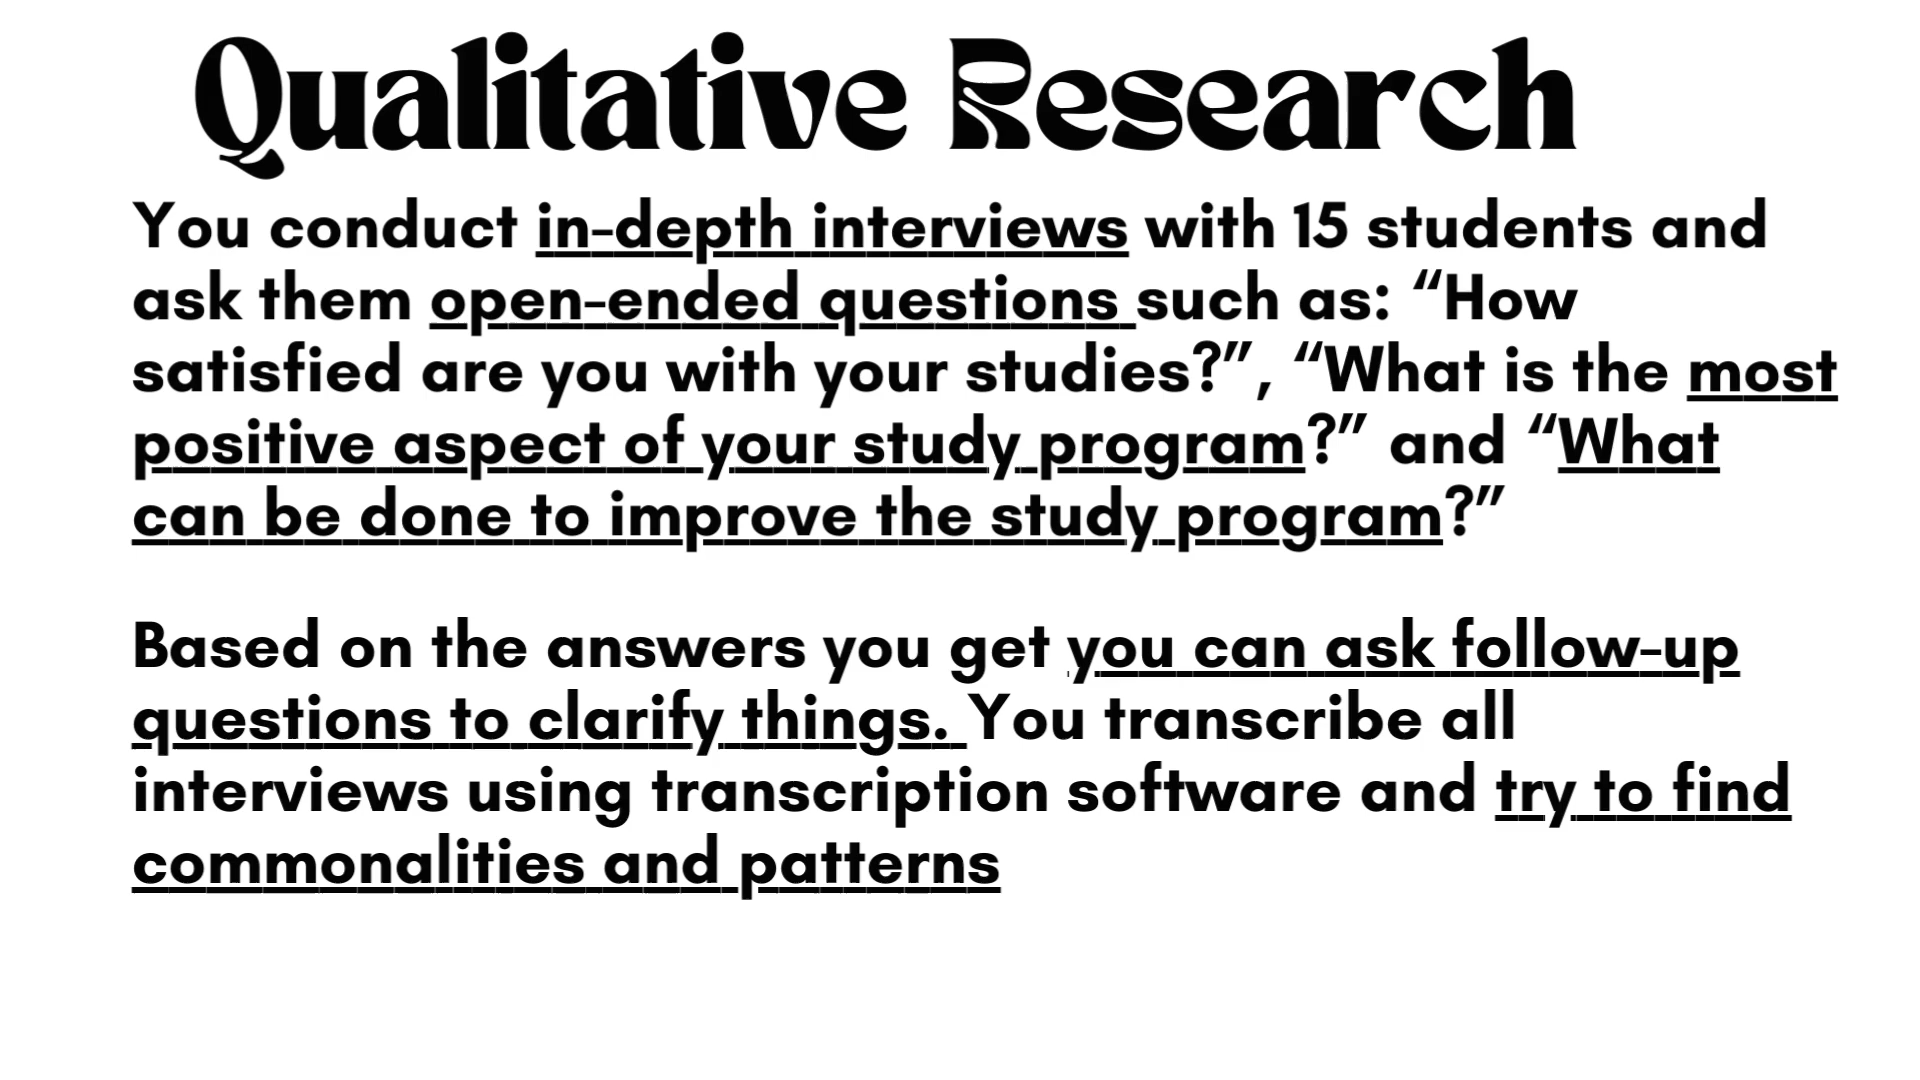 Qualitative Research
You conduct in-depth interviews with 15 students and
ask them open-ended questions such as: “How
satisfied are you with your studies?”, “What is the most
positive aspect of your study program?” and “What
can be done to improve the study program?”
Based on the answers you get you can ask follow-up
questions to clarify things. You transcribe all
interviews using transcription software and try to find
commonalities and patterns